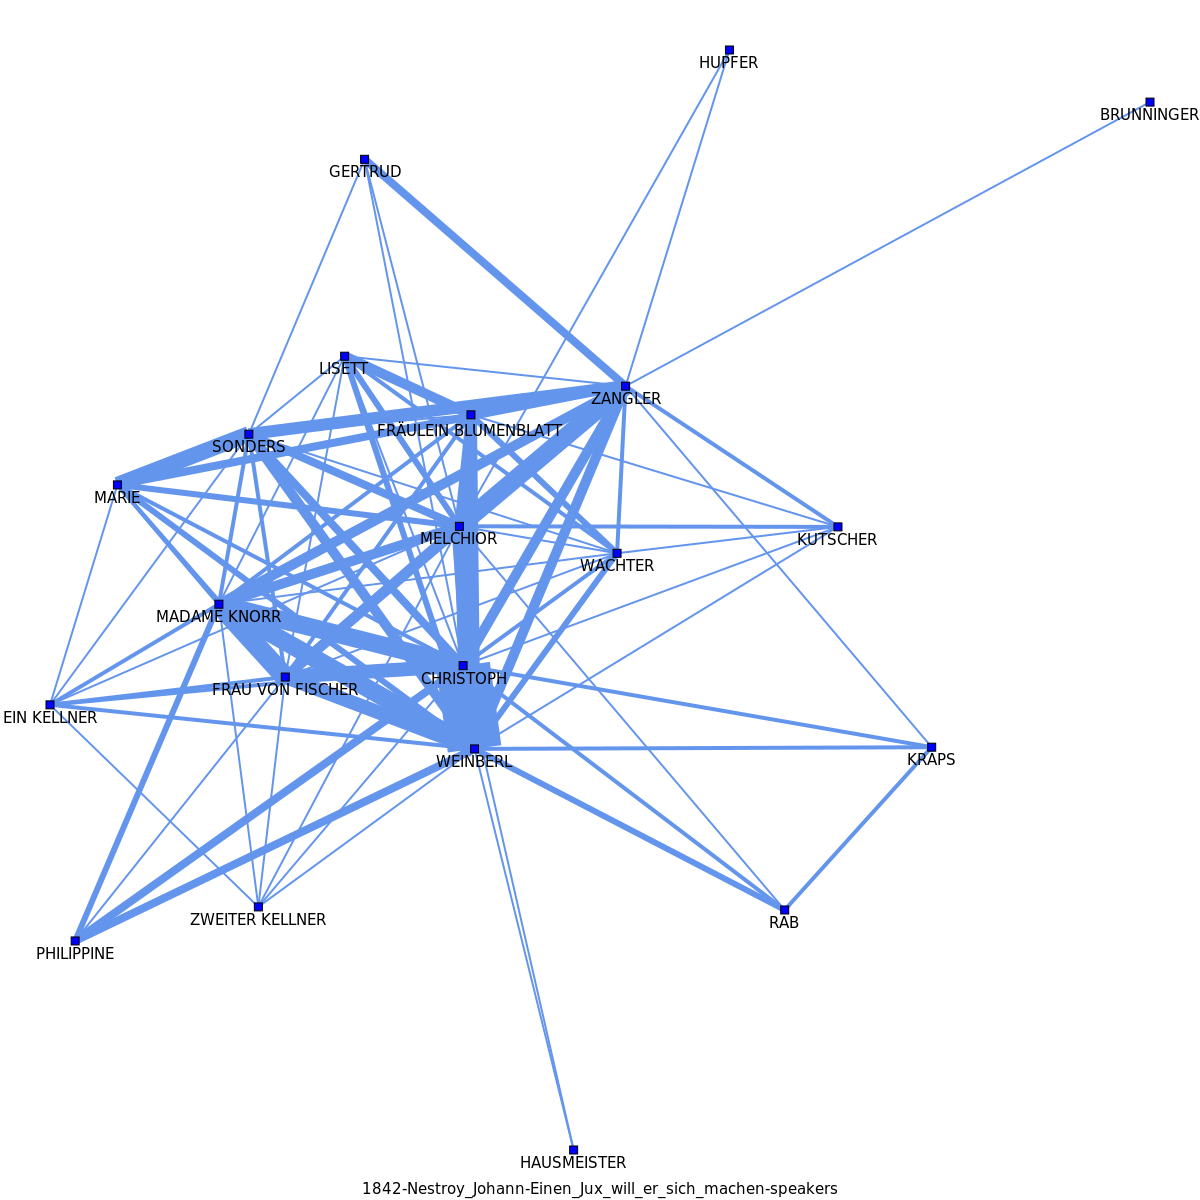 HUPFER
BRUNNINGER
GERTRUD
LISETT
ZANGLER
FRÄULEIN BLUMENBLATT
SONDERS
MARIE
MELCHIOR
KUTSCHER
WÄCHTER
MADAME KNORR
CHRISTOPH
FRAU VON FISCHER
EIN KELLNER
WEINBERL
KRAPS
ZWEITER KELLNER
RAB
PHILIPPINE
HAUSMEISTER
1842-Nestroy_Johann-Einen_Jux_will_er_sich_machen-speakers